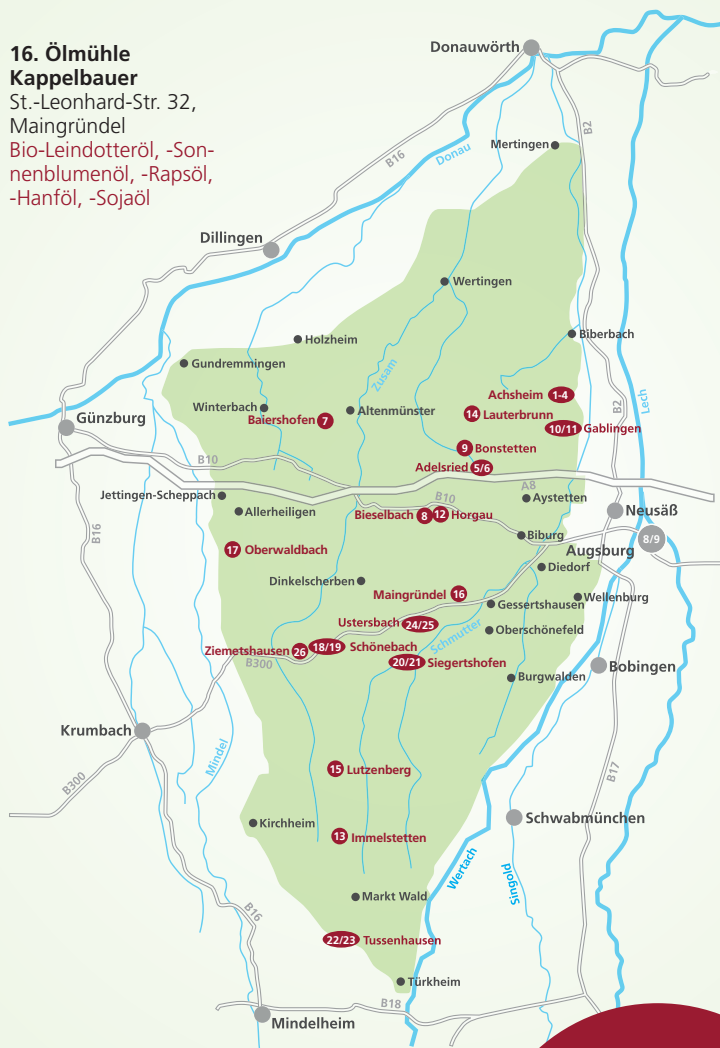 16. Ölmühle
Kappelbauer
St.-Leonhard-Str. 32,
Maingründel
Bio-Leindotteröl, -Son-
nenblumenöl, -Rapsöl,
-Hanföl, -Sojaöl
Donauwörth
B2
Mertingen
B16
Donau
Dillingen
Wertingen
Biberbach
Holzheim
Gundremmingen
Zusam
Achsheim 1-4
Lech
Winterbach
Altenmünster
14 Lauterbrunn
B2
Günzburg
Baiershofen 7
10/11 Gablingen
9 Bonstetten
B10
Adelsried 5/6
A8
Jettingen-Scheppach
B10
Aystetten
Allerheiligen
Bieselbach 8 12 Horgau
Neusäß
B16
Biburg
8/9
17 Oberwaldbach
Augsburg
Diedorf
Dinkelscherben
Maingründel 16
Wellenburg
Gessertshausen
Ustersbach 24/25
Schmutter
Oberschönefeld
Ziemetshausen 26 18/19 Schönebach
B300
20/21 Siegertshofen
Bobingen
Burgwalden
Krumbach
Mindel
15 Lutzenberg
B17
B300
Kirchheim
Schwabmünchen
13 Immelstetten
Wertach
Singold
Markt Wald
B16
22/23 Tussenhausen
Türkheim
B18
Mindelheim